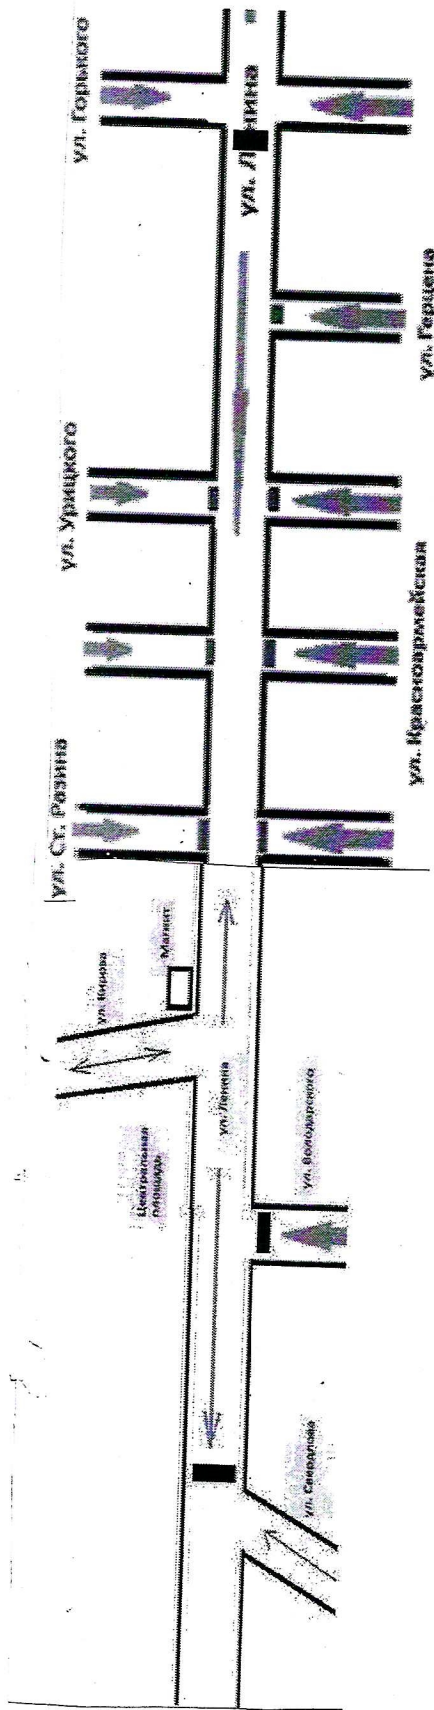 ул. Горького
ул. Ленина
ул. Герцена
ул. Урицкого
ул. Красноармейская
ул. Ст. Разина
ул. Кирова
Магнит
Центральная
площадь
ул. Ленина
ул. Володарского
ул. Свердлова